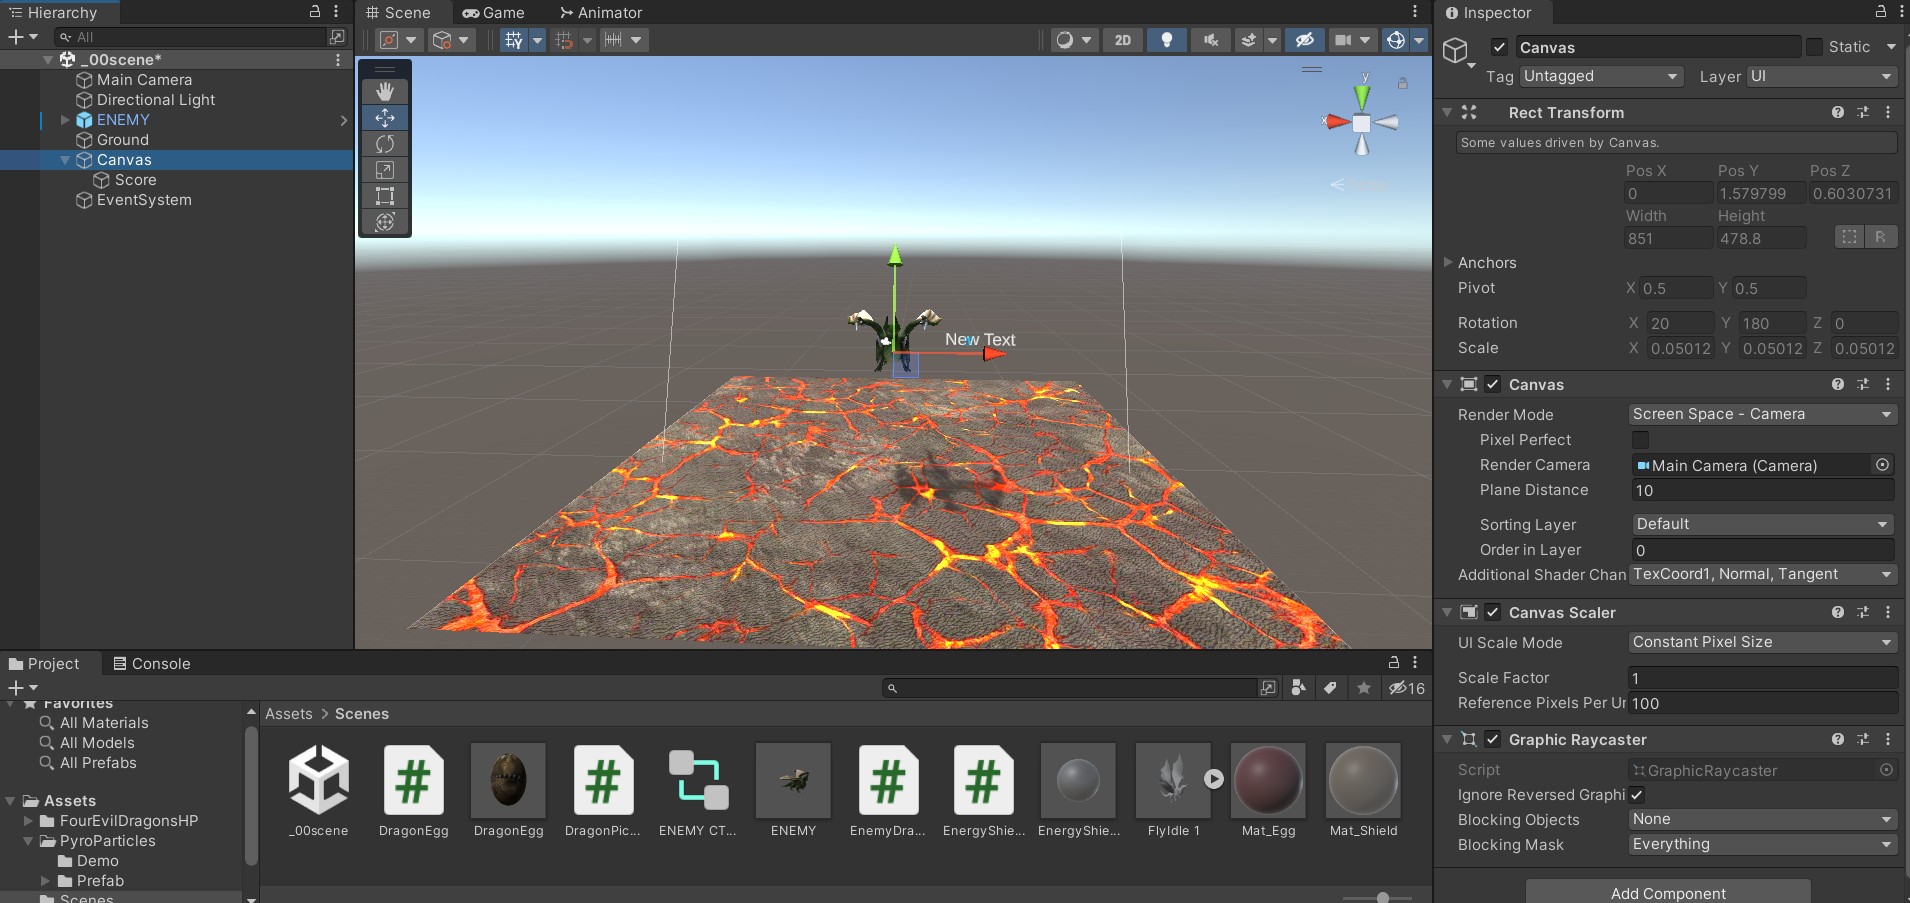 Hierarchy
All
_00scene*
Main Camera
Directional Light
ENEMY
Ground
Canvas
Score
EventSystem
Scene
Game
Animator
2D
y
x
New Text
Inspector
Canvas
Static
Tag Untagged Layer UI
Rect Transform
Some values driven by Canvas.
Pos X Pos Y Pos Z
0 1.579799 0.6030731
Width Height
851 478.8 R
Anchors
Pivot X 0.5 Y 0.5
Rotation X 20 Y 180 Z 0
Scale X 0.05012 Y 0.05012 Z 0.05012
Canvas
Render Mode Screen Space - Camera
Pixel Perfect
Render Camera Main Camera (Camera)
Plane Distance 10
Sorting Layer Default
Order in Layer 0
Additional Shader Chan TexCoord1, Normal, Tangent
Canvas Scaler
UI Scale Mode Constant Pixel Size
Scale Factor 1
Reference Pixels Per Ur 100
Graphic Raycaster
Script GraphicRaycaster
Ignore Reversed Graphi
Blocking Objects None
Blocking Mask Everything
Add Component
Project
Console
16
Favorites
All Materials
All Models
All Prefabs
Assets
FourEvilDragonsHP
PyroParticles
Demo
Prefab
Scenes
Assets > Scenes
_00scene DragonEgg DragonEgg DragonPic... ENEMY CT... ENEMY EnemyDra... EnergyShie... EnergyShie... FlyIdle 1 Mat_Egg Mat_Shield